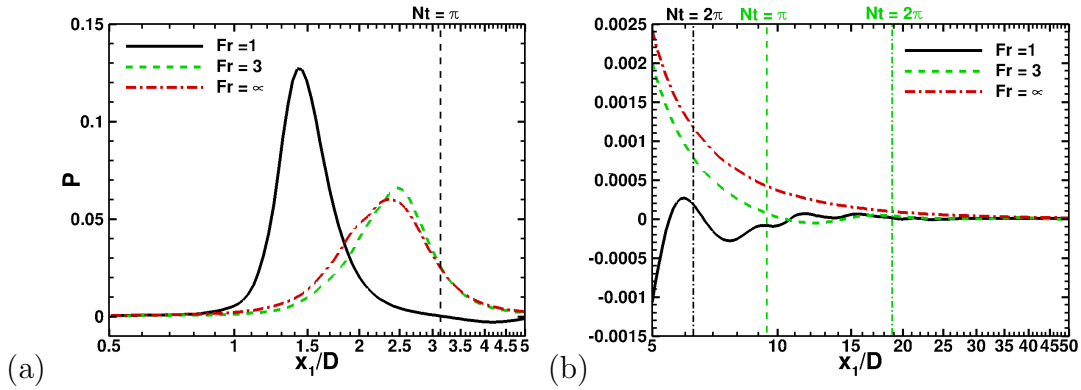 Nt = π
0.15
Fr =1
Fr = 3
Fr = ∝
0.1
P
0.05
0
0.5 1 1.5 2 2.5 3 3.5 4 4.5 5
x1/D
(a)
Nt = 2π Nt = π Nt = 2π
0.0025
Fr =1
0.002
Fr = 3
0.0015
Fr = ∝
0.001
0.0005
0
-0.0005
-0.001
-0.0015
5 10 15 20 25 30 35 40 45 50
x1/D
(b)